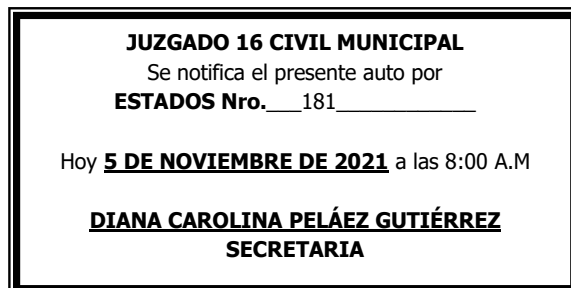 JUZGADO 16 CIVIL MUNICIPAL
Se notifica el presente auto por
ESTADOS Nro.___181____________
Hoy 5 DE NOVIEMBRE DE 2021 a las 8:00 A.M
DIANA CAROLINA PELÁEZ GUTIÉRREZ
SECRETARIA